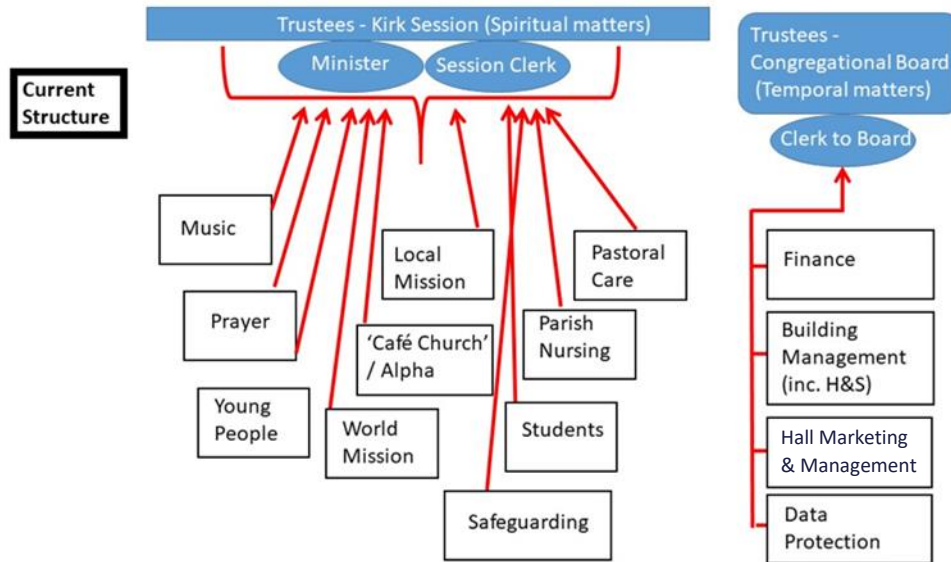 Trustees - Kirk Session (Spiritual matters)
Minister
Session Clerk
Current
Structure
Trustees -
Congregational Board
(Temporal matters)
Clerk to Board
Music
Prayer
Young
People
World
Mission
'Café Church'
/ Alpha
Local
Mission
Safeguarding
Students
Parish
Nursing
Pastoral
Care
Finance
Building
Management
(inc. H&S)
Hall Marketing
& Management
Data
Protection